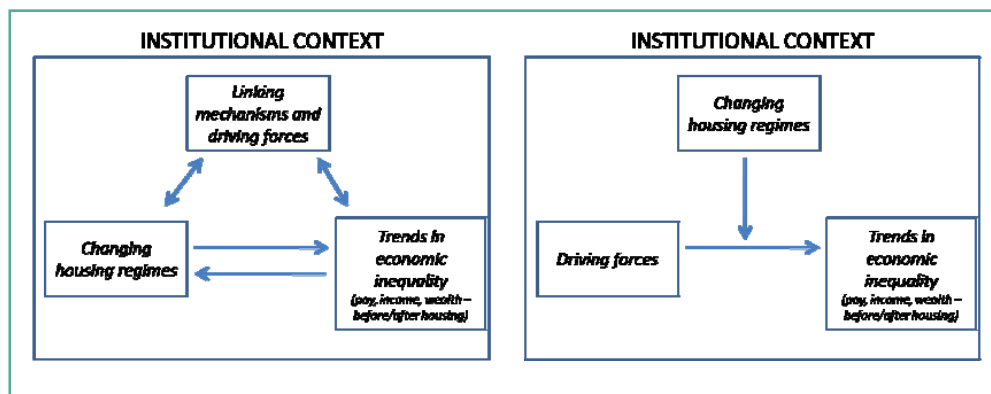 INSTITUTIONAL CONTEXT
Linking
mechanisms and
driving forces
Changing
housing regimes
Trends in
economic
inequality
(pay, income, wealth –
before/after housing)
INSTITUTIONAL CONTEXT
Changing
housing regimes
Driving forces
Trends in
economic
inequality
(pay, income, wealth –
before/after housing)